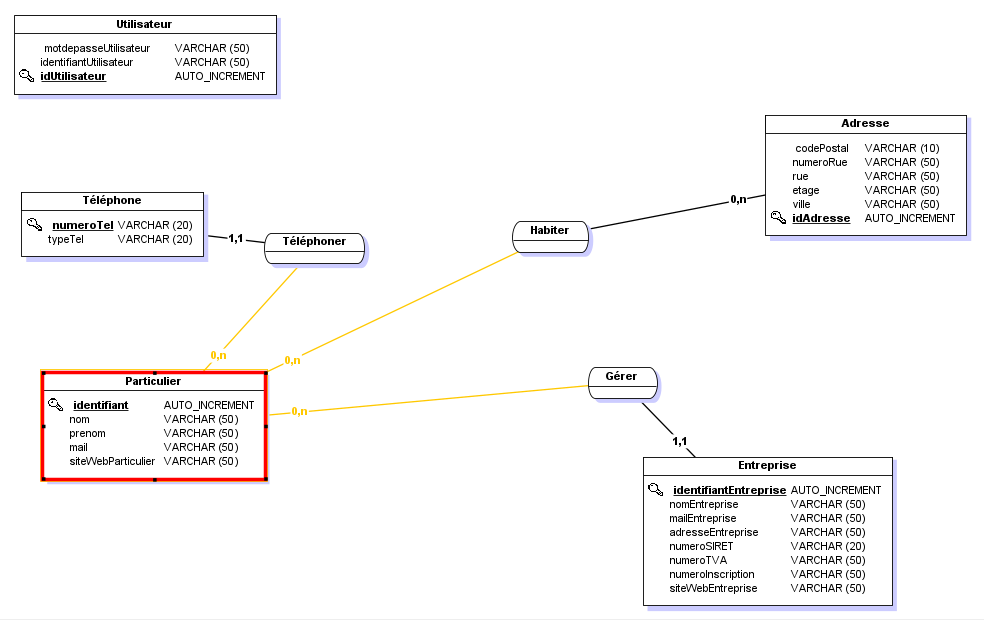 Utilisateur
motdepasseUtilisateur VARCHAR (50)
identifiantUtilisateur VARCHAR (50)
idUtilisateur AUTO_INCREMENT
Adresse
codePostal VARCHAR (10)
numeroRue VARCHAR (50)
rue VARCHAR (50)
etage VARCHAR (50)
ville VARCHAR (50)
idAdresse AUTO_INCREMENT
Téléphone
numeroTel VARCHAR (20)
typeTel VARCHAR (20)
1,1
Téléphoner
Habiter
0,n
0,n
0,n
Particulier
identifiant AUTO_INCREMENT
nom VARCHAR (50)
prenom VARCHAR (50)
mail VARCHAR (50)
siteWebParticulier VARCHAR (50)
0,n
Gérer
1,1
Entreprise
identifiantEntreprise AUTO_INCREMENT
nomEntreprise VARCHAR (50)
mailEntreprise VARCHAR (50)
adresseEntreprise VARCHAR (50)
numeroSIRET VARCHAR (20)
numeroTVA VARCHAR (50)
numeroInscription VARCHAR (50)
siteWebEntreprise VARCHAR (50)